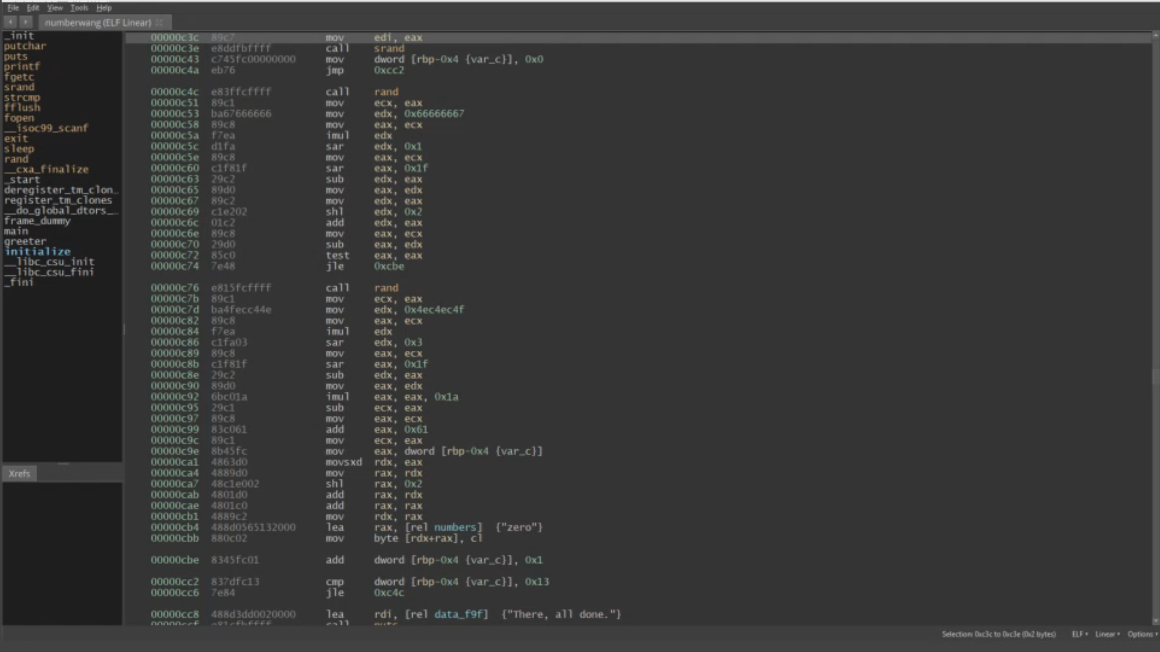 File Edit View Tools Help
numberwang (ELF Linear)
_init
putchar
puts
printf
fgetc
srand
strcmp
fflush
fopen
__isoc99_scanf
exit
sleep
rand
__cxa_finalize
_start
deregister_tm_clon...
register_tm_clones
__do_global_dtors_...
frame_dummy
main
greeter
initialize
__libc_csu_init
__libc_csu_fini
_fini
Xrefs
00000c3c 89c7 mov edi, eax
00000c3e e8ddfbffff call srand
00000c43 c745fc00000000 mov dword [rbp-0x4 {var_c}], 0x0
00000c4a eb76 jmp 0xcc2
00000c4c e83ffcffff call rand
00000c51 89c1 mov ecx, eax
00000c53 ba67666666 mov edx, 0x66666667
00000c58 89c8 mov eax, ecx
00000c5a f7ea imul edx
00000c5c d1fa sar edx, 0x1
00000c5e 89c8 mov eax, ecx
00000c60 c1f81f sar eax, 0x1f
00000c63 29c2 sub edx, eax
00000c65 89d0 mov eax, edx
00000c67 89c2 mov edx, eax
00000c69 c1e202 shl edx, 0x2
00000c6c 01c2 add edx, eax
00000c6e 89c8 mov eax, ecx
00000c70 29d0 sub eax, edx
00000c72 85c0 test eax, eax
00000c74 7e48 jle 0xcbe
00000c76 e815fcffff call rand
00000c7b 89c1 mov ecx, eax
00000c7d ba4fecc44e mov edx, 0x4ec4ec4f
00000c82 89c8 mov eax, ecx
00000c84 f7ea imul edx
00000c86 c1fa03 sar edx, 0x3
00000c89 89c8 mov eax, ecx
00000c8b c1f81f sar eax, 0x1f
00000c8e 29c2 sub edx, eax
00000c90 89d0 mov eax, edx
00000c92 6bc01a imul eax, eax, 0x1a
00000c95 29c1 sub ecx, eax
00000c97 89c8 mov eax, ecx
00000c99 83c061 add eax, 0x61
00000c9c 89c1 mov ecx, eax
00000c9e 8b45fc mov eax, dword [rbp-0x4 {var_c}]
00000ca1 4863d0 movsxd rdx, eax
00000ca4 4889d0 mov rax, rdx
00000ca7 48c1e002 shl rax, 0x2
00000cab 4801d0 add rax, rdx
00000cae 4801c0 add rax, rax
00000cb1 4889c2 mov rdx, rax
00000cb4 488d0565132000 lea rax, [rel numbers] {"zero"}
00000cbb 880c02 mov byte [rdx+rax], cl
00000cbe 8345fc01 add dword [rbp-0x4 {var_c}], 0x1
00000cc2 837dfc13 cmp dword [rbp-0x4 {var_c}], 0x13
00000cc6 7e84 jle 0xc4c
00000cc8 488d3dd0020000 lea rdi, [rel data_f9f] {"There, all done."}
Selection: 0xc3c to 0xc3e (0x2 bytes) ELF Linear Options